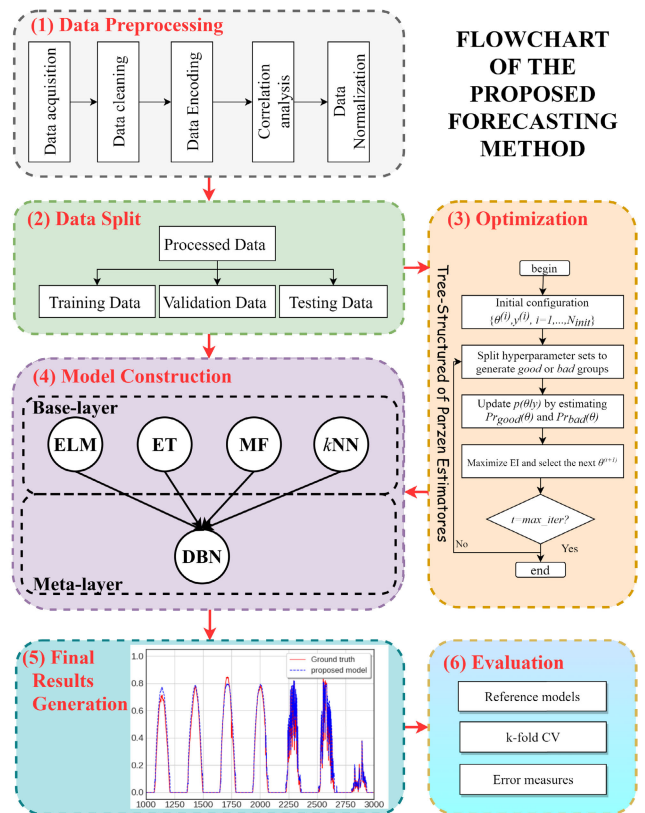 (1) Data Preprocessing
Data acquisition
Data cleaning
Data Encoding
Correlation
analysis
Data
Normalization
FLOWCHART
OF THE
PROPOSED
FORECASTING
METHOD
(2) Data Split
Processed Data
Training Data
Validation Data
Testing Data
(3) Optimization
Tree-Structured of Parzen Estimatores
begin
Initial configuration
{θ^(i),y^(i), i=1,...,N_init}
Split hyperparameter sets to
generate good or bad groups
Update p(θ|y) by estimating
Pr_good(θ) and Pr_bad(θ)
Maximize EI and select the next θ^(t+1)
t=max_iter?
No
Yes
end
(4) Model Construction
Base-layer
ELM
ET
MF
kNN
DBN
Meta-layer
(5) Final
Results
Generation
Ground truth
proposed model
1.0
0.8
0.6
0.4
0.2
0.0
1000 1250 1500 1750 2000 2250 2500 2750 3000
(6) Evaluation
Reference models
k-fold CV
Error measures